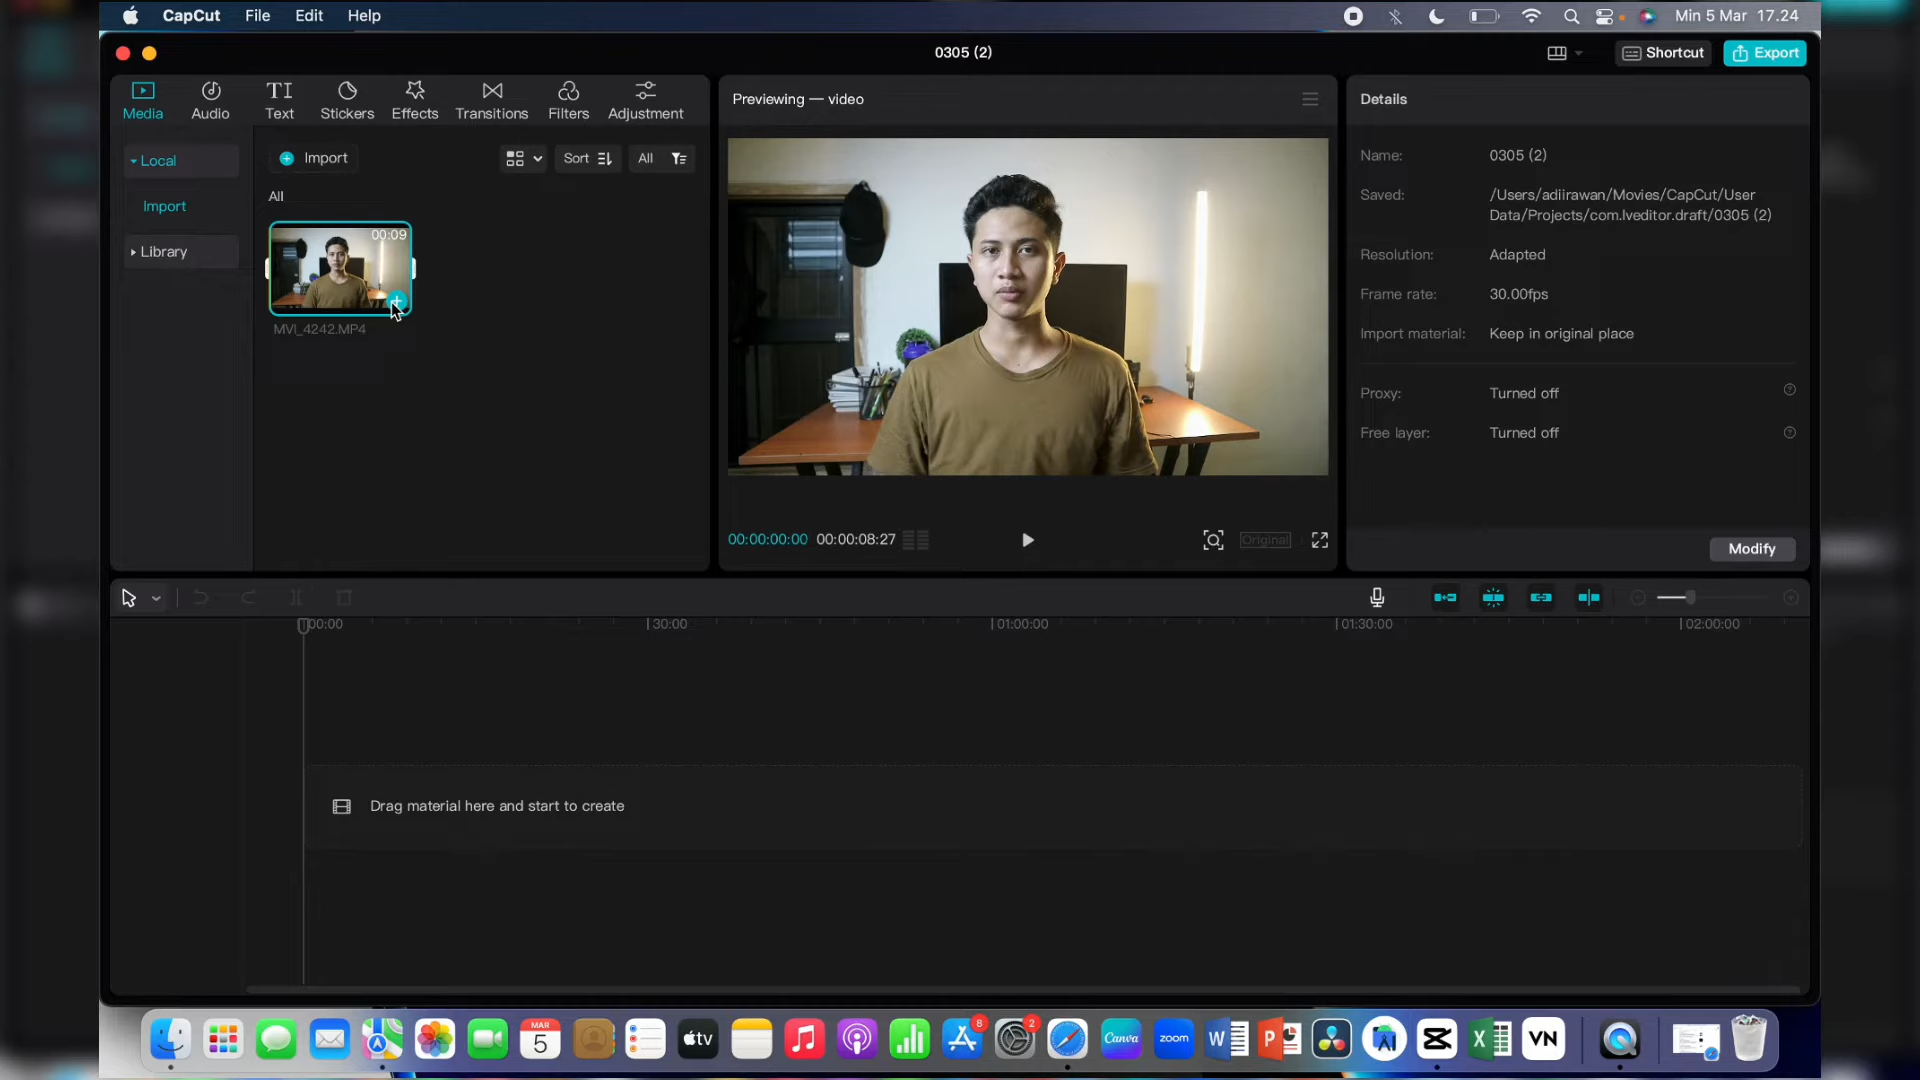 CapCut File Edit Help
Min 5 Mar 17.24
0305 (2)
Shortcut
Export
Media
Audio
Text
Stickers
Effects
Transitions
Filters
Adjustment
Local
Import
Library
Import
Sort
All
All
00:09
MVI_4242.MP4
Previewing — video
00:00:00:00 00:00:08:27
Original
Details
Name: 0305 (2)
Saved: /Users/adiirawan/Movies/CapCut/User
Data/Projects/com.lveditor.draft/0305 (2)
Resolution: Adapted
Frame rate: 30.00fps
Import material: Keep in original place
Proxy: Turned off
Free layer: Turned off
Modify
00:00
30:00
01:00:00
01:30:00
02:00:00
Drag material here and start to create
MAR
5
tv
8
2
Canva
zoom
W
P
X
VN